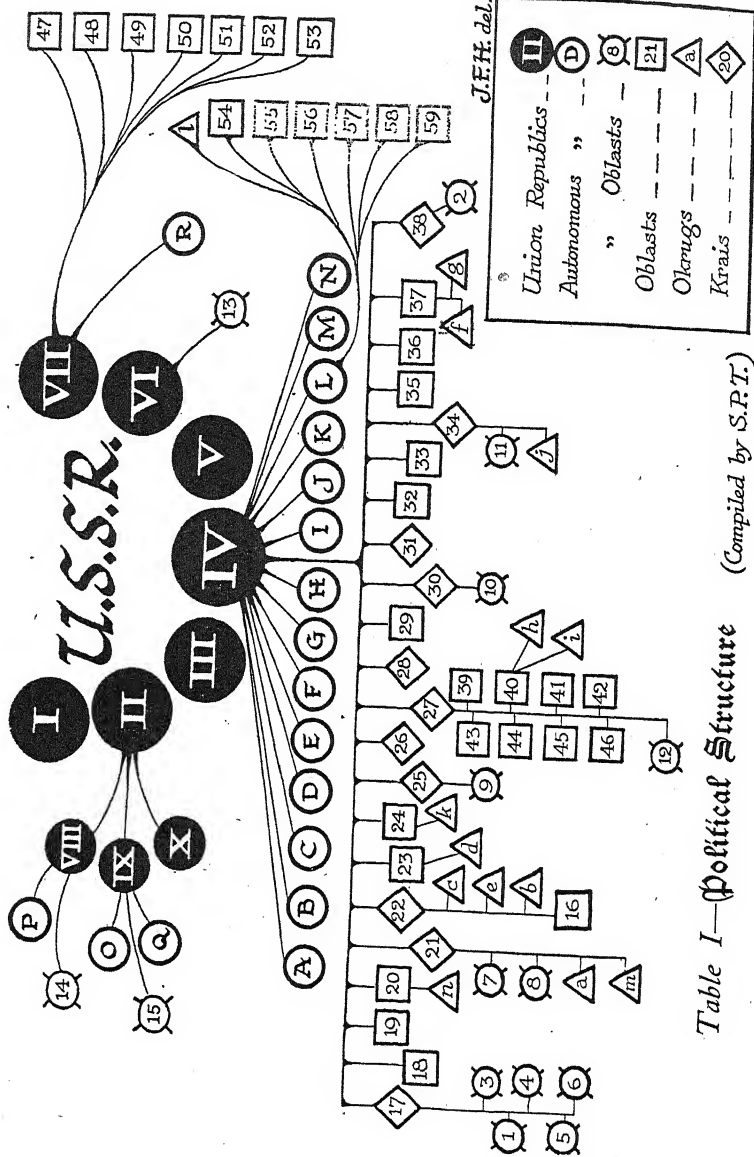 U.S.S.R.
I
II
III
IV
V
VI
VII
VIII
IX
X
P
14
O
Q
15
13
R
47
48
49
50
51
52
53
l
54
55
56
57
58
59
A
B
C
D
E
F
G
H
I
J
K
L
M
N
17
18
19
20
21
22
23
24
25
26
27
28
29
30
31
32
33
34
35
36
37
38
1
3
4
5
6
n
7
8
a
m
c
e
b
16
d
k
9
43 39
44 40
45 41
46 42
12
h
i
10
11
j
f
g
2
J.F.H. del.
Union Republics -- II
Autonomous „ -- D
„ Oblasts - 8
Oblasts ---- 21
Okrugs ---- a
Krais ---- 20
Table I—Political Structure (Compiled by S.P.T.)